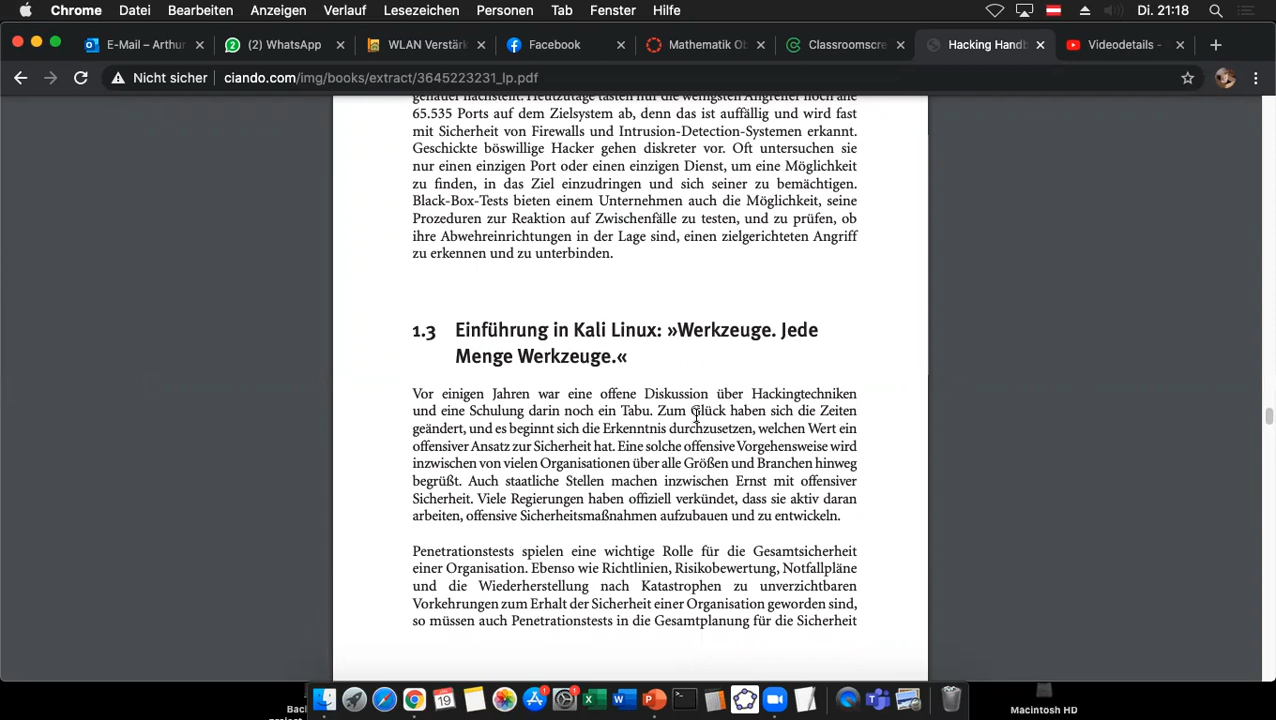 Chrome Datei Bearbeiten Anzeigen Verlauf Lesezeichen Personen Tab Fenster Hilfe Di. 21:18
E-Mail – Arthur (2) WhatsApp WLAN Verstärk Facebook Mathematik Ob Classroomscre Hacking Handb Videodetails -
Nicht sicher ciando.com/img/books/extract/3645223231_lp.pdf
genauer nachstellt. Heutzutage tasten nur die wenigsten Angreifer noch alle
65.535 Ports auf dem Zielsystem ab, denn das ist auffällig und wird fast
mit Sicherheit von Firewalls und Intrusion-Detection-Systemen erkannt.
Geschickte böswillige Hacker gehen diskreter vor. Oft untersuchen sie
nur einen einzigen Port oder einen einzigen Dienst, um eine Möglichkeit
zu finden, in das Ziel einzudringen und sich seiner zu bemächtigen.
Black-Box-Tests bieten einem Unternehmen auch die Möglichkeit, seine
Prozeduren zur Reaktion auf Zwischenfälle zu testen, und zu prüfen, ob
ihre Abwehreinrichtungen in der Lage sind, einen zielgerichteten Angriff
zu erkennen und zu unterbinden.
1.3 Einführung in Kali Linux: »Werkzeuge. Jede
Menge Werkzeuge.«
Vor einigen Jahren war eine offene Diskussion über Hackingtechniken
und eine Schulung darin noch ein Tabu. Zum Glück haben sich die Zeiten
geändert, und es beginnt sich die Erkenntnis durchzusetzen, welchen Wert ein
offensiver Ansatz zur Sicherheit hat. Eine solche offensive Vorgehensweise wird
inzwischen von vielen Organisationen über alle Größen und Branchen hinweg
begrüßt. Auch staatliche Stellen machen inzwischen Ernst mit offensiver
Sicherheit. Viele Regierungen haben offiziell verkündet, dass sie aktiv daran
arbeiten, offensive Sicherheitsmaßnahmen aufzubauen und zu entwickeln.
Penetrationstests spielen eine wichtige Rolle für die Gesamtsicherheit
einer Organisation. Ebenso wie Richtlinien, Risikobewertung, Notfallpläne
und die Wiederherstellung nach Katastrophen zu unverzichtbaren
Vorkehrungen zum Erhalt der Sicherheit einer Organisation geworden sind,
so müssen auch Penetrationstests in die Gesamtplanung für die Sicherheit
19
Bac
Macintosh HD